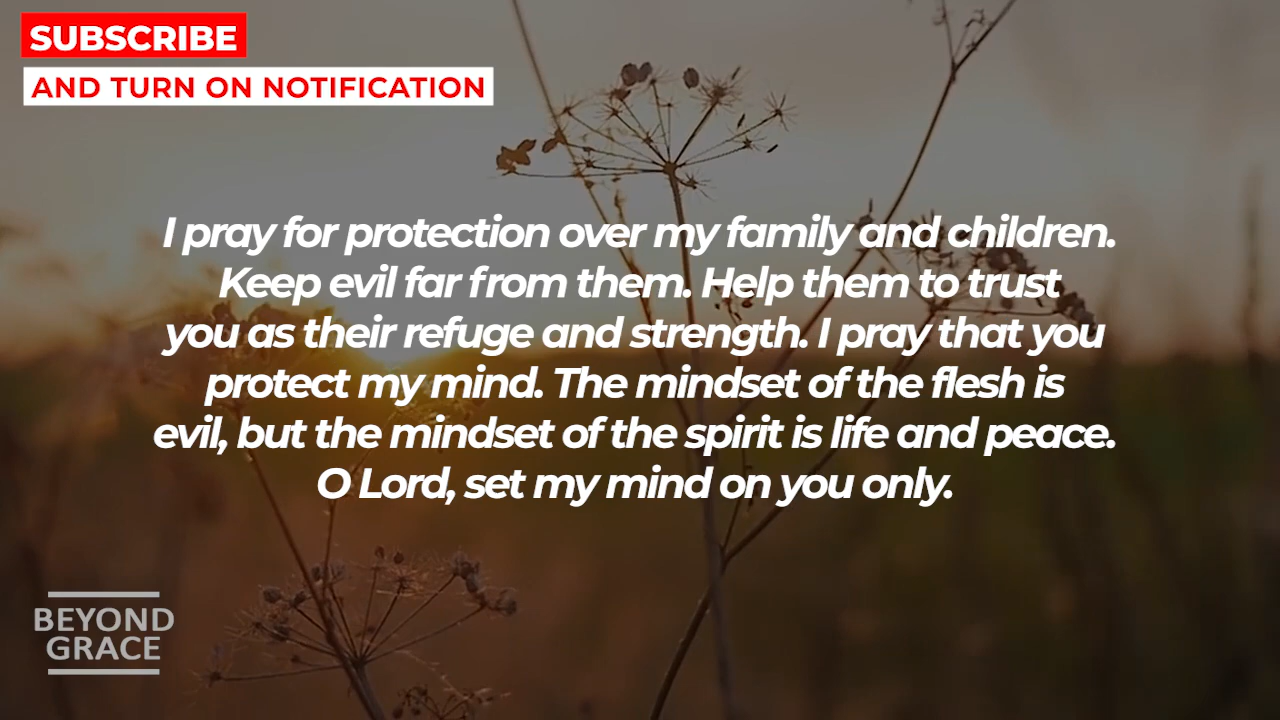 SUBSCRIBE
AND TURN ON NOTIFICATION
I pray for protection over my family and children.
Keep evil far from them. Help them to trust
you as their refuge and strength. I pray that you
protect my mind. The mindset of the flesh is
evil, but the mindset of the spirit is life and peace.
O Lord, set my mind on you only.
BEYOND
GRACE